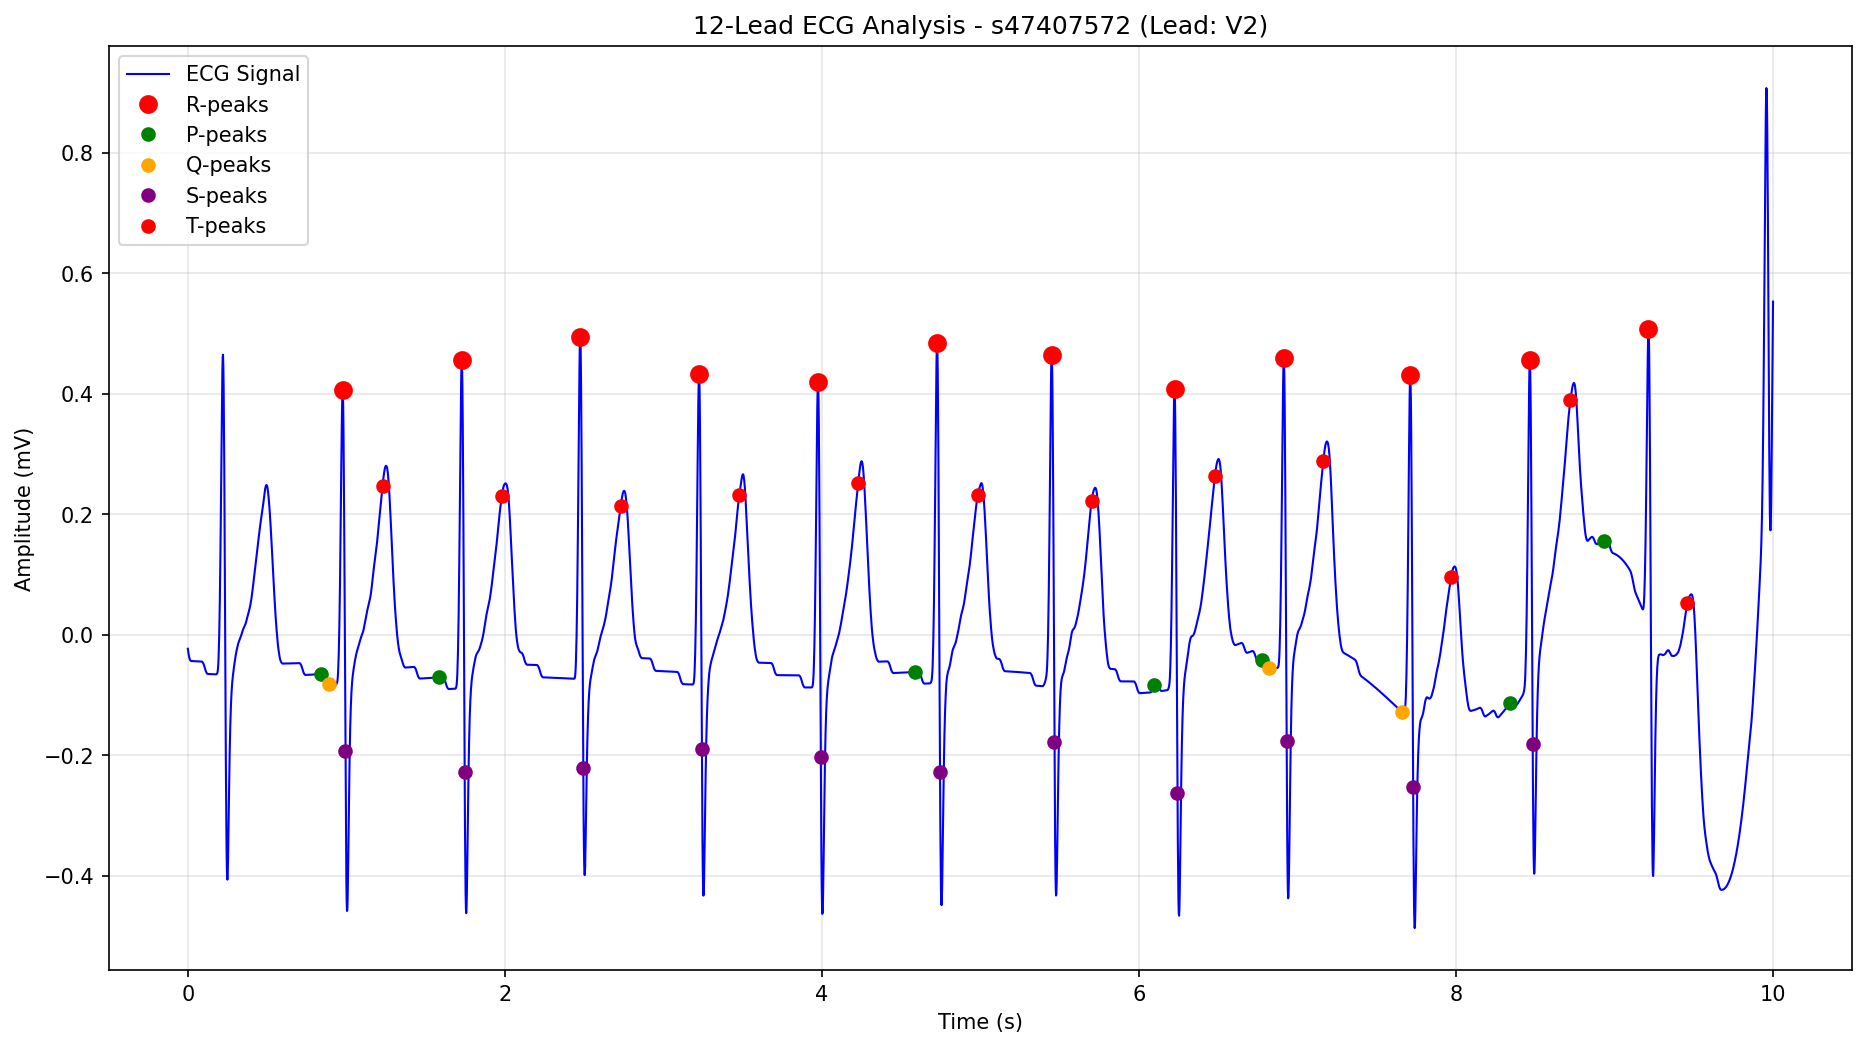 12-Lead ECG Analysis - s47407572 (Lead: V2)
ECG Signal
R-peaks
P-peaks
Q-peaks
S-peaks
T-peaks
Amplitude (mV)
0.8
0.6
0.4
0.2
0.0
−0.2
−0.4
0 2 4 6 8 10
Time (s)